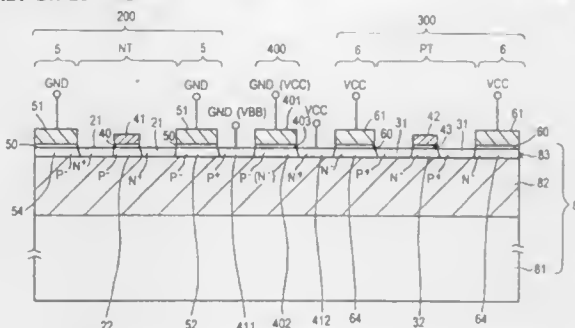 200
300
5 NT 5 400 6 PT 6
GND GND GND (VCC) VCC VCC
GND (VBB) VCC
51 21 40 41 21 51 50 401 403 61 60 31 42 43 31 61
50 60
83
P⁻ N⁺ P⁻ N⁺ P⁻ P⁺ P⁻ (N⁻) N⁺ N⁻ P⁺ N⁻ P⁺ N⁻
54 82
81
22 52 411 402 412 64 32 64